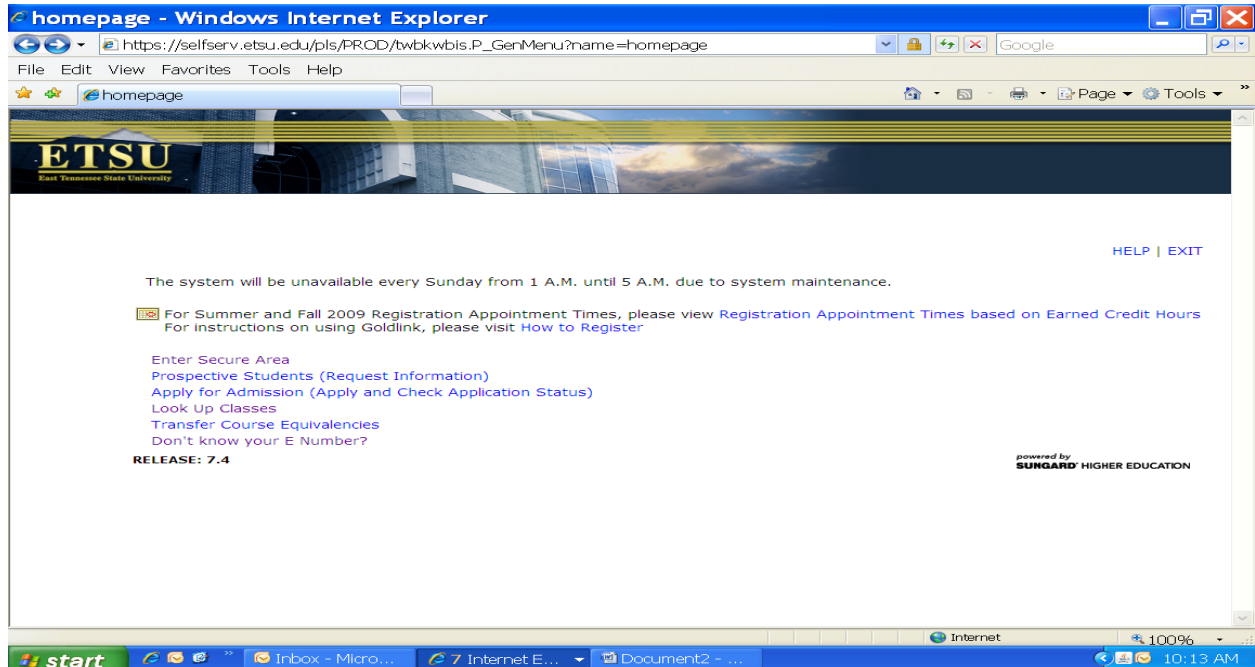 homepage - Windows Internet Explorer
https://selfserv.etsu.edu/pls/PROD/twbkwbis.P_GenMenu?name=homepage
Google
File Edit View Favorites Tools Help
homepage
Page
Tools
ETSU
East Tennessee State University
HELP | EXIT
The system will be unavailable every Sunday from 1 A.M. until 5 A.M. due to system maintenance.
For Summer and Fall 2009 Registration Appointment Times, please view Registration Appointment Times based on Earned Credit Hours
For instructions on using Goldlink, please visit How to Register
Enter Secure Area
Prospective Students (Request Information)
Apply for Admission (Apply and Check Application Status)
Look Up Classes
Transfer Course Equivalencies
Don't know your E Number?
RELEASE: 7.4
powered by
SUNGARD' HIGHER EDUCATION
Internet
100%
start
Inbox - Micro...
7 Internet E...
Document2 - ...
10:13 AM